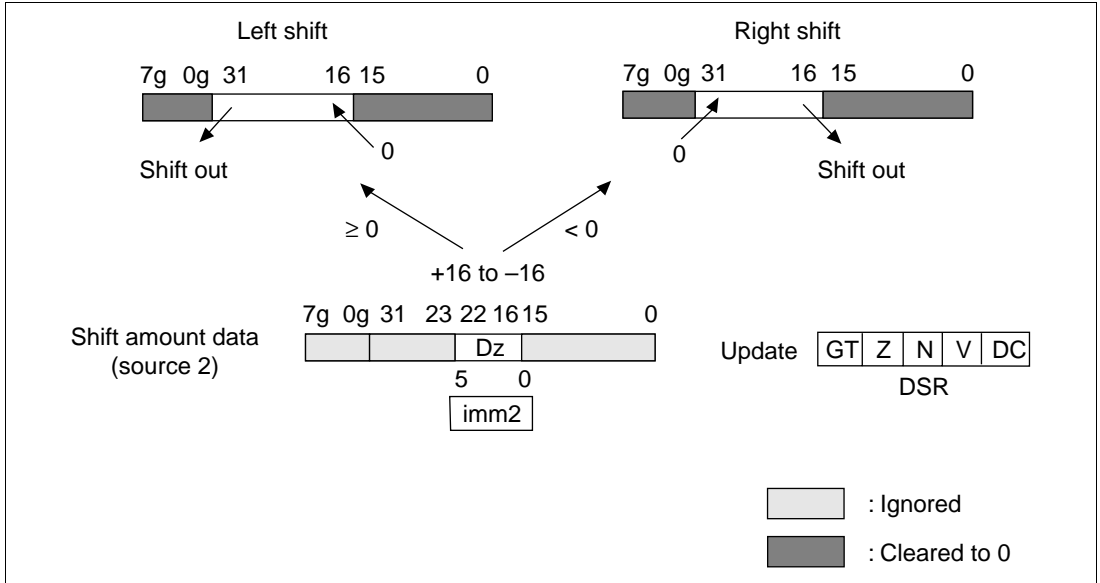 Left shift
Right shift
7g 0g 31 16 15 0
7g 0g 31 16 15 0
0
0
Shift out
Shift out
≥ 0
< 0
+16 to –16
7g 0g 31 23 22 16 15 0
Shift amount data
(source 2)
Dz
Update GT Z N V DC
5 0
DSR
imm2
: Ignored
: Cleared to 0